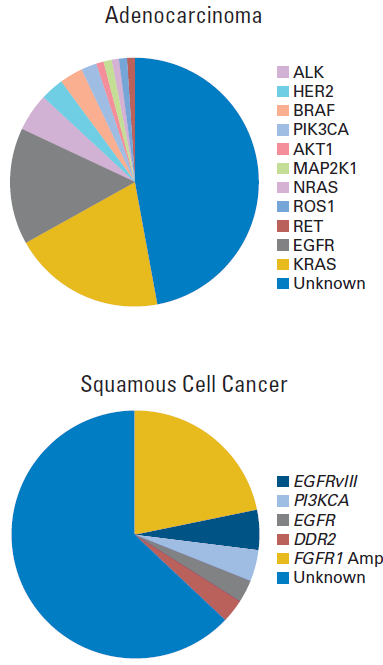 Adenocarcinoma
ALK
HER2
BRAF
PIK3CA
AKT1
MAP2K1
NRAS
ROS1
RET
EGFR
KRAS
Unknown
Squamous Cell Cancer
EGFRvIII
PI3KCA
EGFR
DDR2
FGFR1 Amp
Unknown